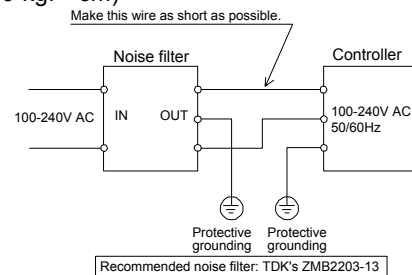 Make this wire as short as possible.
Noise filter
Controller
100-240V AC
IN
OUT
100-240V AC
50/60Hz
Protective
grounding
Protective
grounding
Recommended noise filter: TDK's ZMB2203-13